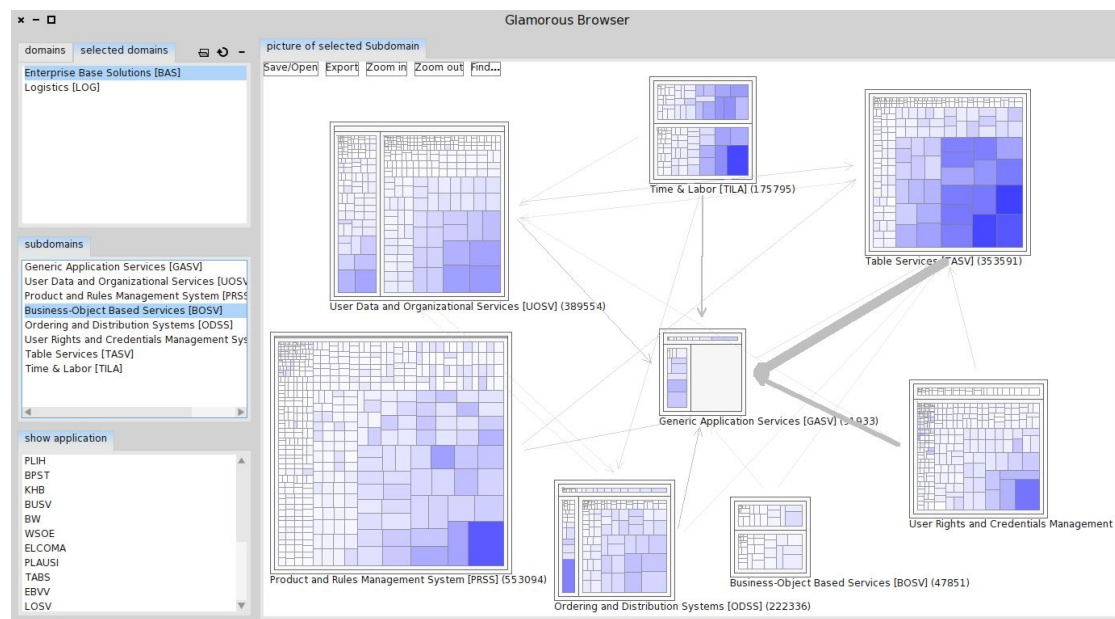 Glamorous Browser
domains selected domains
Enterprise Base Solutions [BAS]
Logistics [LOG]
subdomains
Generic Application Services [GASV]
User Data and Organizational Services [UOSV
Product and Rules Management System [PRSS
Business-Object Based Services [BOSV]
Ordering and Distribution Systems [ODSS]
User Rights and Credentials Management Sys
Table Services [TASV]
Time & Labor [TILA]
show application
PLIH
BPST
KHB
BUSV
BW
WSOE
ELCOMA
PLAUSI
TABS
EBVV
LOSV
picture of selected Subdomain
Save/Open Export Zoom in Zoom out Find...
Time & Labor [TILA] (175795)
Table Services [TASV] (353591)
User Data and Organizational Services [UOSV] (389554)
Generic Application Services [GASV]
User Rights and Credentials Management
Product and Rules Management System [PRSS] (553094)
Business-Object Based Services [BOSV] (47851)
Ordering and Distribution Systems [ODSS] (222336)